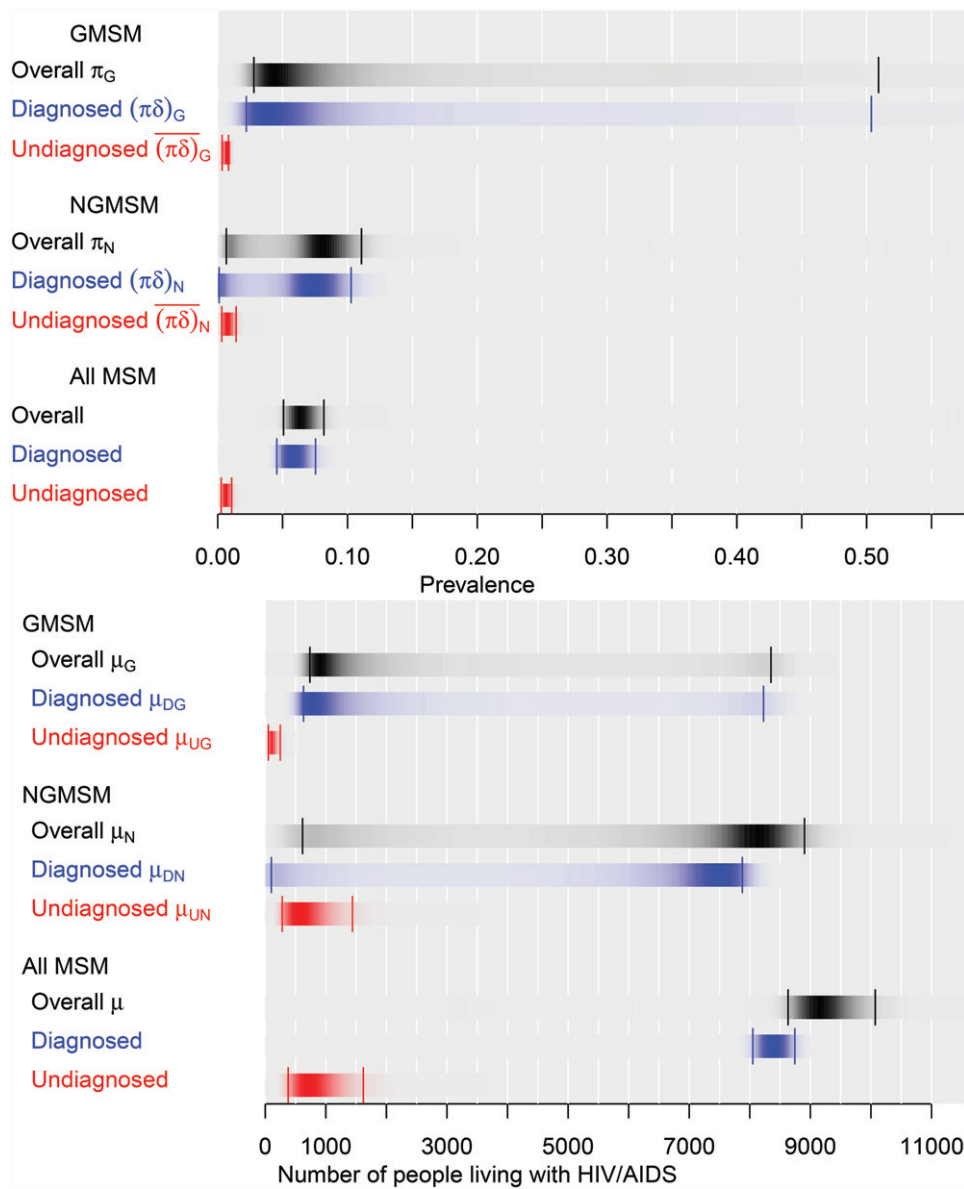 GMSM
Overall πG
Diagnosed (πδ)G
Undiagnosed (πδ)G
NGMSM
Overall πN
Diagnosed (πδ)N
Undiagnosed (πδ)N
All MSM
Overall
Diagnosed
Undiagnosed
0.00 0.10 0.20 0.30 0.40 0.50
Prevalence
GMSM
Overall μG
Diagnosed μDG
Undiagnosed μUG
NGMSM
Overall μN
Diagnosed μDN
Undiagnosed μUN
All MSM
Overall μ
Diagnosed
Undiagnosed
0 1000 3000 5000 7000 9000 11000
Number of people living with HIV/AIDS